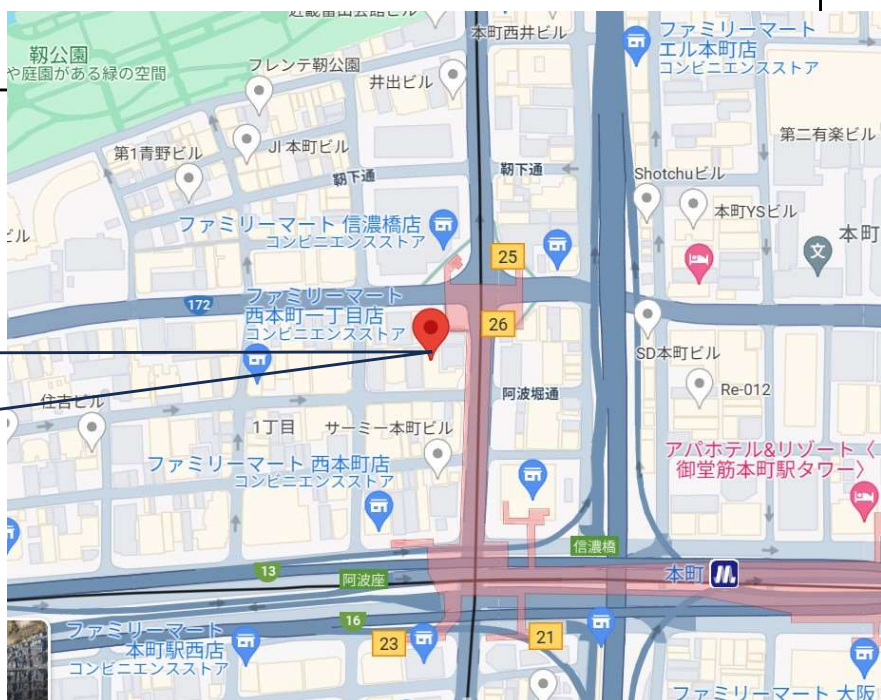 近畿富山会館ビル
本町西井ビル
ファミリーマート
エル本町店
コンビニエンスストア
靭公園
や庭園がある緑の空間
フレンテ靭公園
井出ビル
第二有楽ビル
第1青野ビル
JI本町ビル
靭下通
靭下通
Shotchuビル
本町YSビル
ファミリーマート 信濃橋店
コンビニエンスストア
ビル
本町
文
25
172
ファミリーマート
西本町一丁目店
コンビニエンスストア
26
SD本町ビル
住吉ビル
阿波堀通
Re-012
1丁目
サーミー本町ビル
ファミリーマート 西本町店
コンビニエンスストア
アパホテル&リゾート〈
御堂筋本町駅タワー〉
信濃橋
13
阿波座
本町
16
ファミリーマート
本町駅西店
コンビニエンスストア
23
21
ファミリーマート 大阪